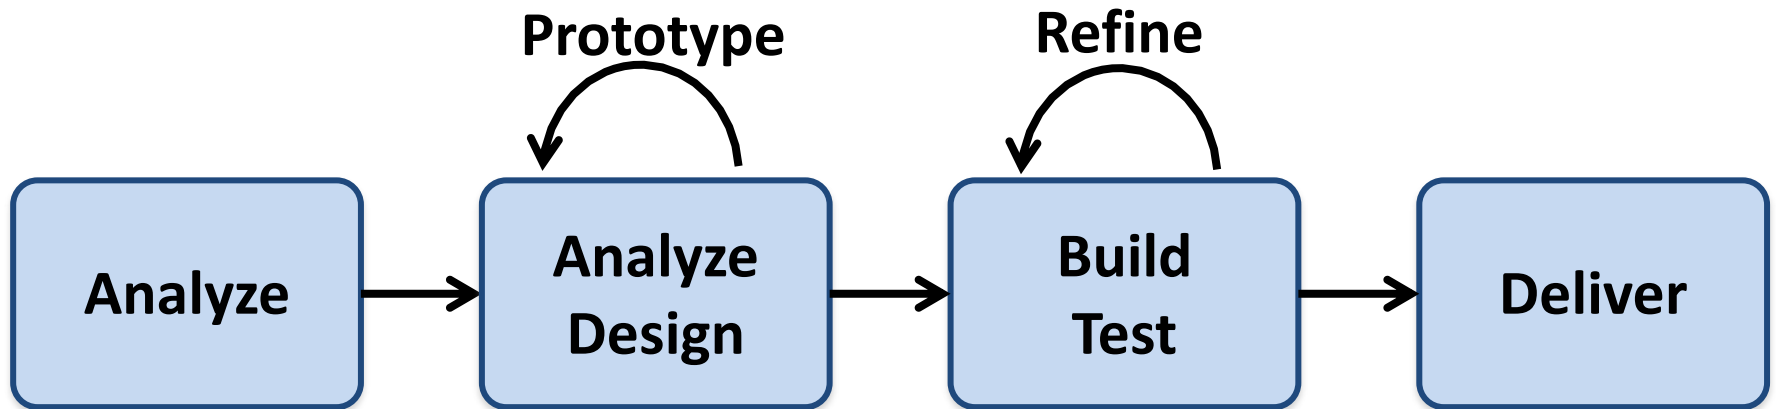 Prototype
Refine
Analyze
Analyze
Design
Build
Test
Deliver